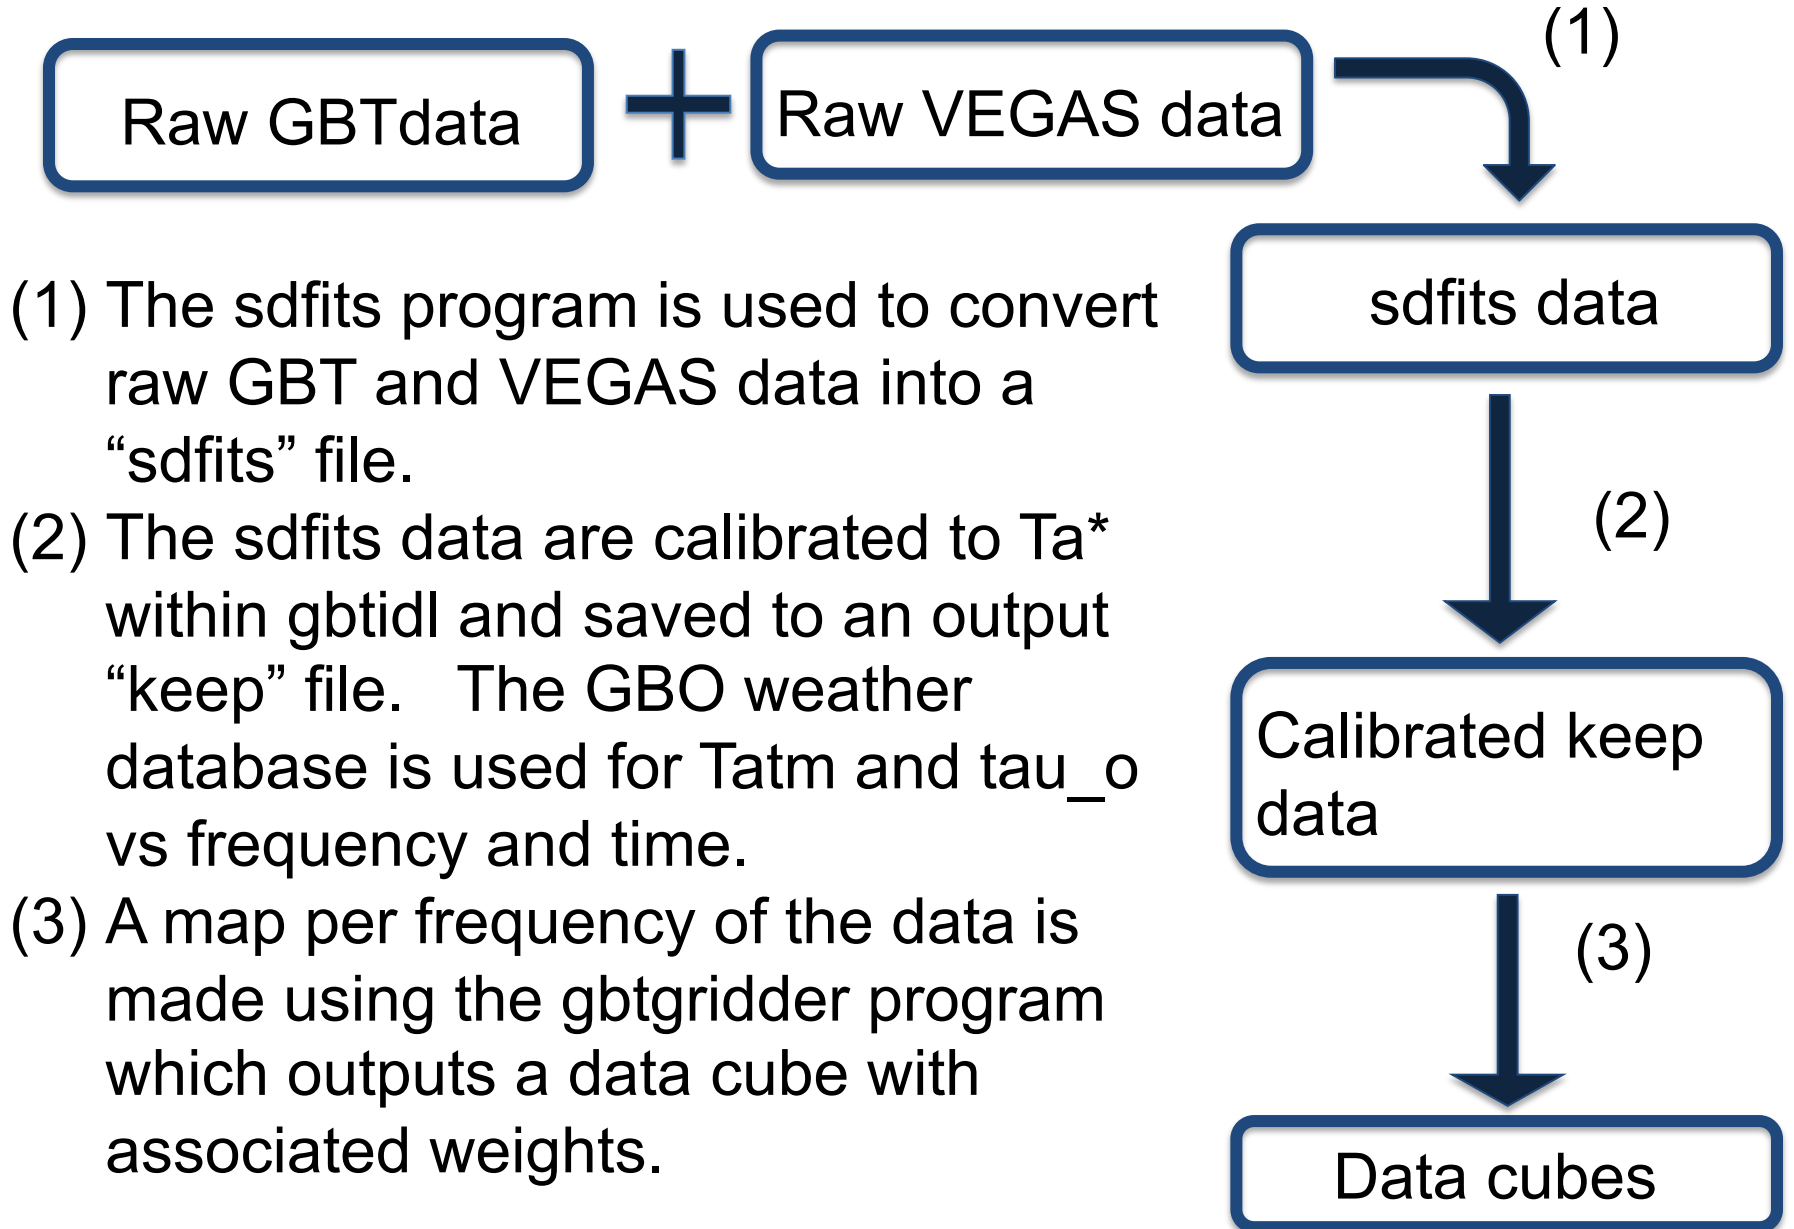 (1)
Raw GBTdata
Raw VEGAS data
sdfits data
(1) The sdfits program is used to convert
raw GBT and VEGAS data into a
“sdfits” file.
(2) The sdfits data are calibrated to Ta*
within gbtidl and saved to an output
“keep” file.   The GBO weather
database is used for Tatm and tau_o
vs frequency and time.
(3) A map per frequency of the data is
made using the gbtgridder program
which outputs a data cube with
associated weights.
(2)
Calibrated keep
data
(3)
Data cubes